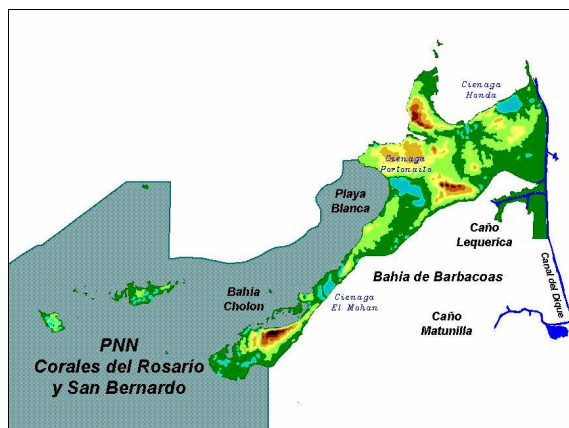 Cienaga
Honda
Cienaga
Portonaito
Playa
Blanca
Caño
Lequerica
Bahia de Barbacoas
Canal del Dique
Bahia
Cholon
Cienaga
El Mohan
Caño
Matunilla
PNN
Corales del Rosario
y San Bernardo